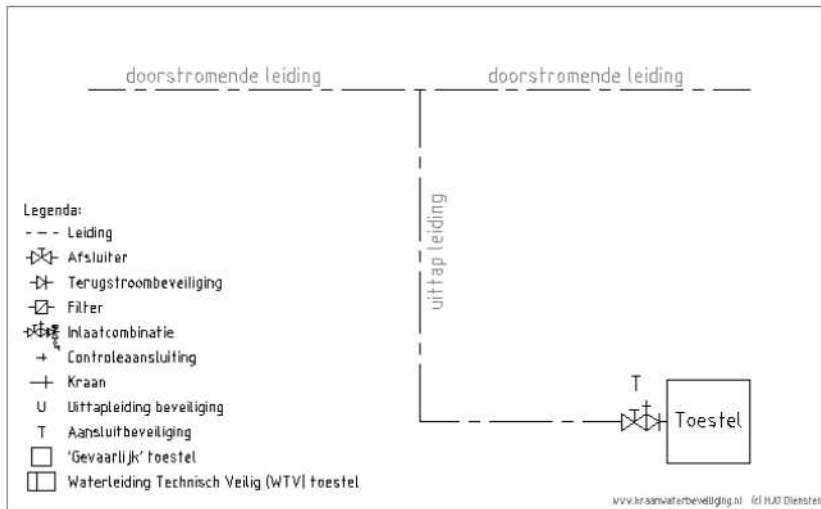 doorstromende leiding doorstromende leiding
uittap leiding
Legenda:
Leiding
Afsluiter
Terugstroombeveiliging
Filter
Inlaatcombinatie
Controleaansluiting
Kraan
U Uittapleiding beveiliging
T Aansluitbeveiliging
'Gevaarlijk' toestel
Waterleiding Technisch Veilig (WTV) toestel
T
Toestel
www.kraanwaterbeveiliging.nl (c) HJG Diensten